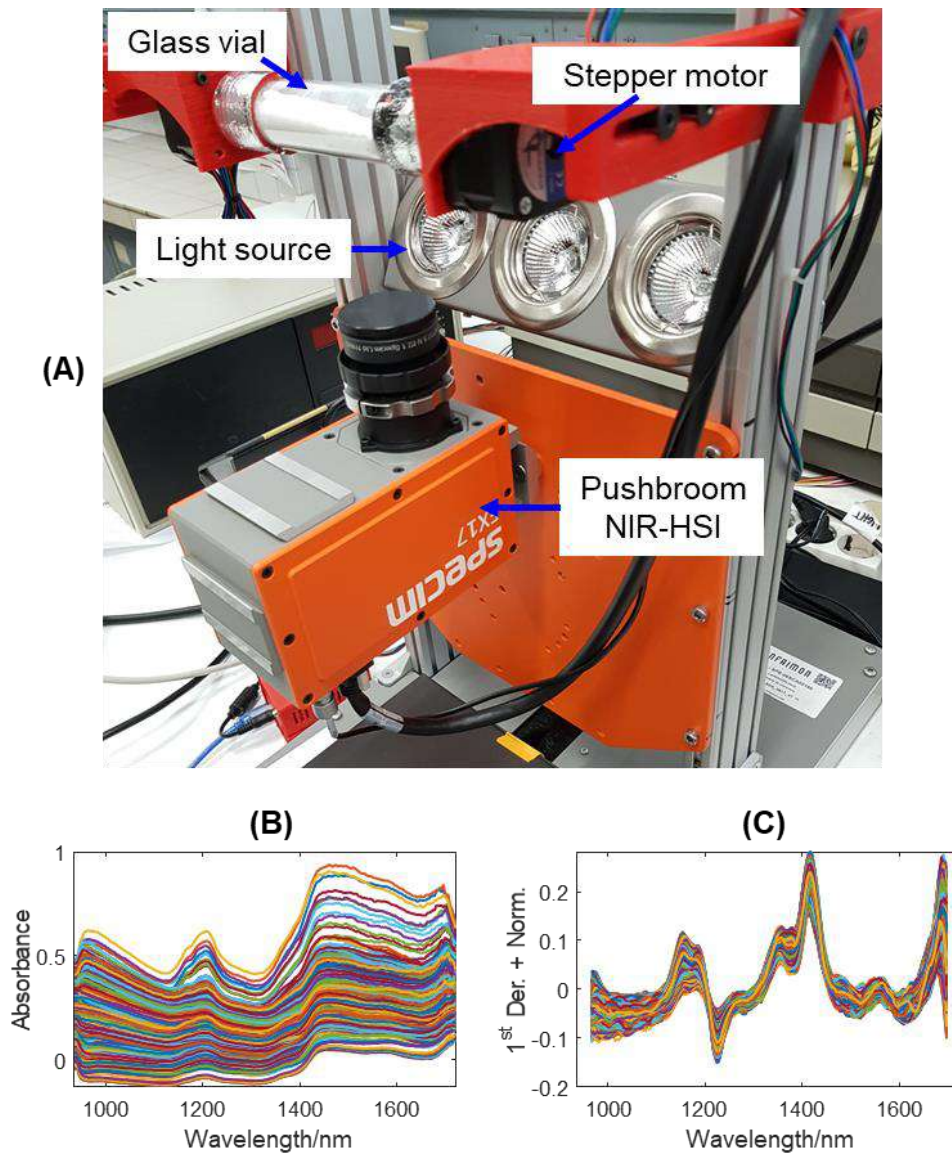 Glass vial
Stepper motor
Light source
(A)
Pushbroom
NIR-HSI
specim
FX17
(B)
(C)
1
0.5
0
Absorbance
1000
1200
1400
1600
Wavelength/nm
0.2
0.1
0
-0.1
-0.2
1st Der. + Norm.
1000
1200
1400
1600
Wavelength/nm